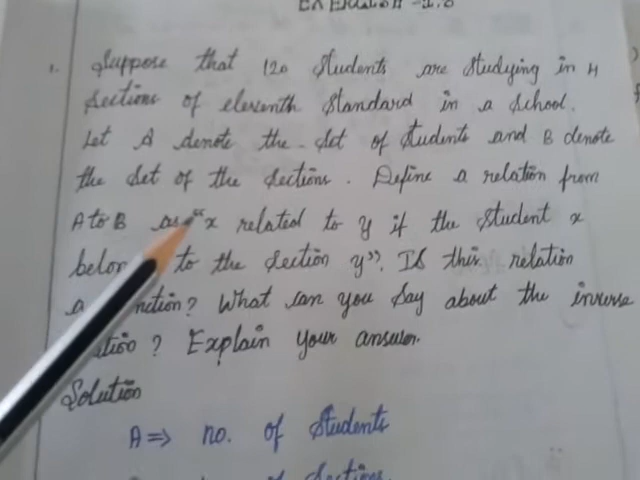 1. Suppose that 120 students are studying in 4
sections of eleventh standard in a school.
Let A denote the set of students and B denote
the set of the sections. Define a relation from
A to B as "x related to y if the student x
to the section y". Is this relation
a ? What can you say about the inverse
? Explain your answer.
Solution
A => no. of students